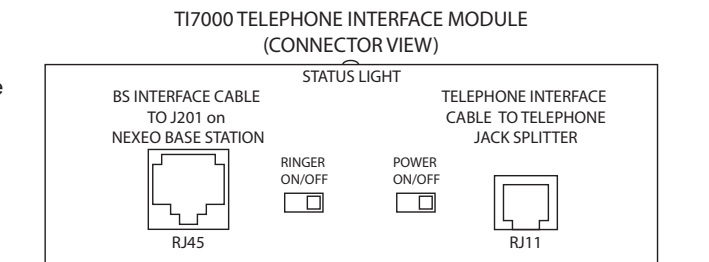 TI7000 TELEPHONE INTERFACE MODULE
(CONNECTOR VIEW)
STATUS LIGHT
BS INTERFACE CABLE
TO J201 on
NEXEO BASE STATION
TELEPHONE INTERFACE
CABLE TO TELEPHONE
JACK SPLITTER
RINGER
ON/OFF
POWER
ON/OFF
RJ45
RJ11